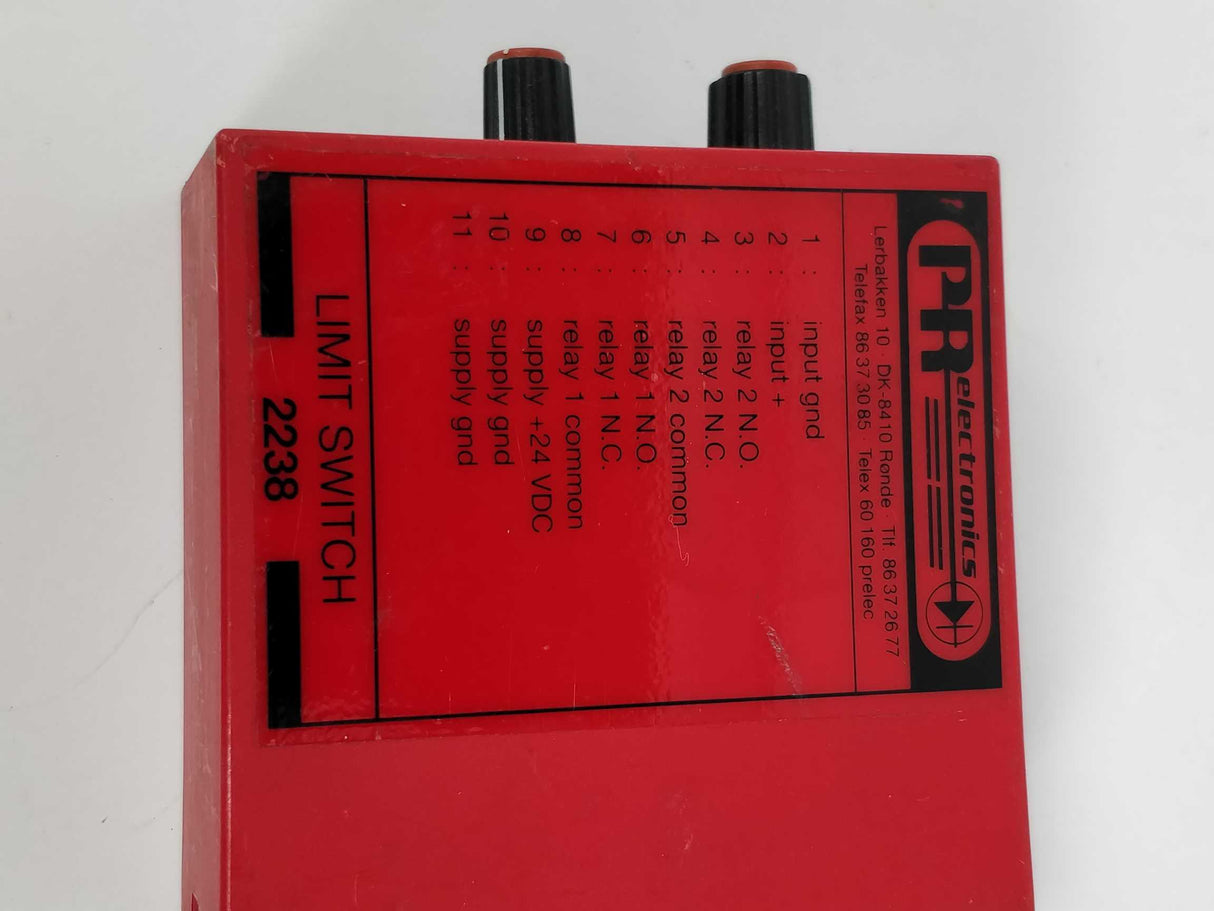 PR electronics
Lerbakken 10 · DK-8410 Rønde · Tlf. 86 37 26 77
Telefax 86 37 30 85 · Telex 60 160 prelec
1 : input gnd
2 : input +
3 : relay 2 N.O.
4 : relay 2 N.C.
5 : relay 2 common
6 : relay 1 N.O.
7 : relay 1 N.C.
8 : relay 1 common
9 : supply +24 VDC
10 : supply gnd
11 : supply gnd
LIMIT SWITCH
2238